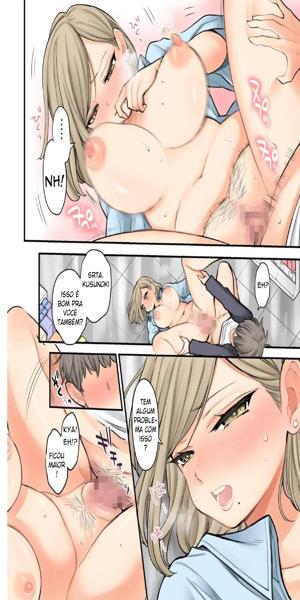 ....
NH!
SRTA.
KUSUNOKI
ISSO É
BOM PRA
VOCÊ
TAMBÉM?
EH?
TEM
ALGUM
PROBLE
MA COM
ISSO ?
KYA!
EH!?
FICOU
MAIOR !